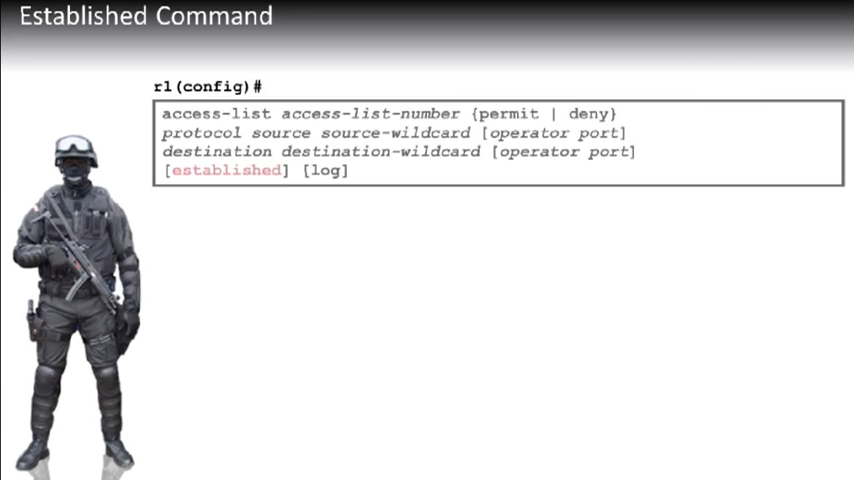 Established Command
r1(config)#
access-list access-list-number {permit | deny}
protocol source source-wildcard [operator port]
destination destination-wildcard [operator port]
[established] [log]